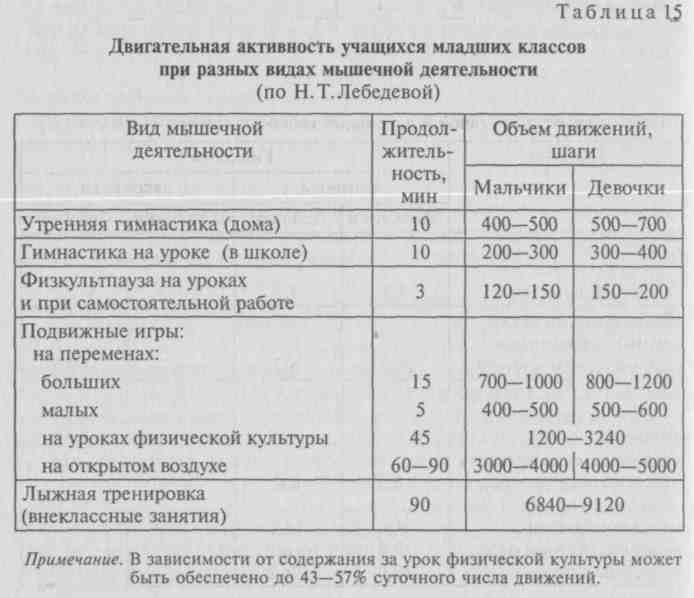 Таблица 15
Двигательная активность учащихся младших классов
при разных видах мышечной деятельности
(по Н. Т. Лебедевой)
Вид мышечной
деятельности
Продол-
житель-
ность,
мин
Объем движений,
шаги
Мальчики
Девочки
Утренняя гимнастика (дома) 10 400—500 500—700
Гимнастика на уроке (в школе) 10 200—300 300—400
Физкультпауза на уроках
и при самостоятельной работе 3 120—150 150—200
Подвижные игры:
на переменах:
больших 15 700—1000 800—1200
малых 5 400—500 500—600
на уроках физической культуры 45 1200—3240
на открытом воздухе 60—90 3000—4000 4000—5000
Лыжная тренировка
(внеклассные занятия) 90 6840—9120
Примечание. В зависимости от содержания за урок физической культуры может
быть обеспечено до 43—57% суточного числа движений.